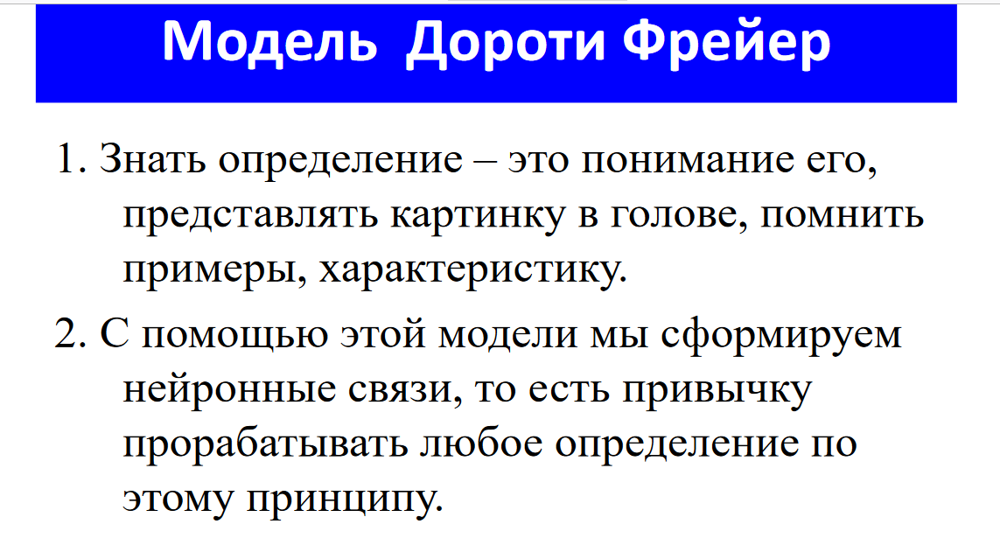 Модель Дороти Фрейер
1. Знать определение – это понимание его,
представлять картинку в голове, помнить
примеры, характеристику.
2. С помощью этой модели мы сформируем
нейронные связи, то есть привычку
прорабатывать любое определение по
этому принципу.